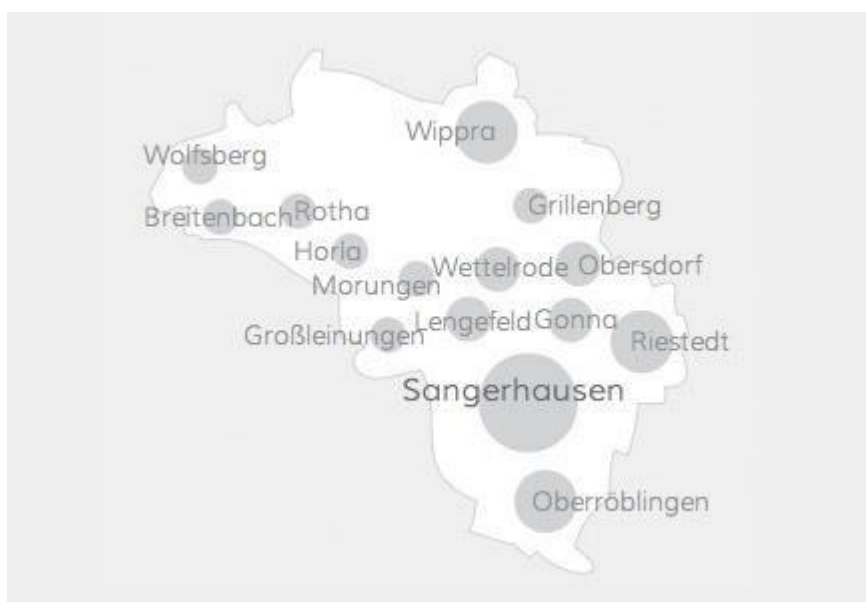 Wippra
Wolfsberg
Breitenbach
Rotha
Grillenberg
Horla
Morungen
Wettelrode
Obersdorf
Großleinungen
Lengefeld
Gonna
Riestedt
Sangerhausen
Oberröblingen